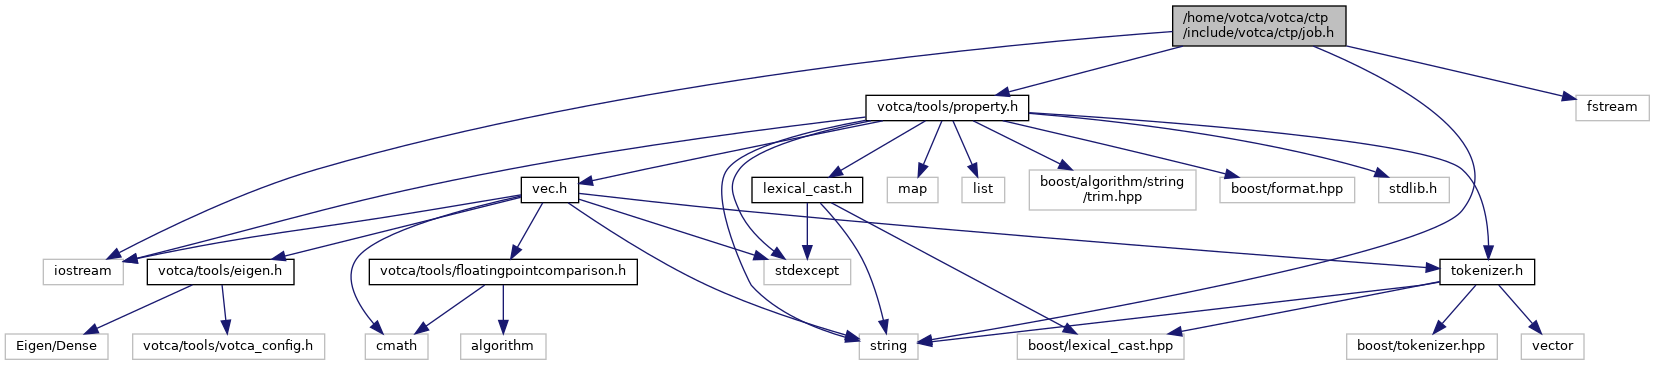 /home/votca/votca/ctp
/include/votca/ctp/job.h
votca/tools/property.h
fstream
vec.h
lexical_cast.h
map
list
boost/algorithm/string
/trim.hpp
boost/format.hpp
stdlib.h
iostream
votca/tools/eigen.h
votca/tools/floatingpointcomparison.h
stdexcept
tokenizer.h
Eigen/Dense
votca/tools/votca_config.h
cmath
algorithm
string
boost/lexical_cast.hpp
boost/tokenizer.hpp
vector